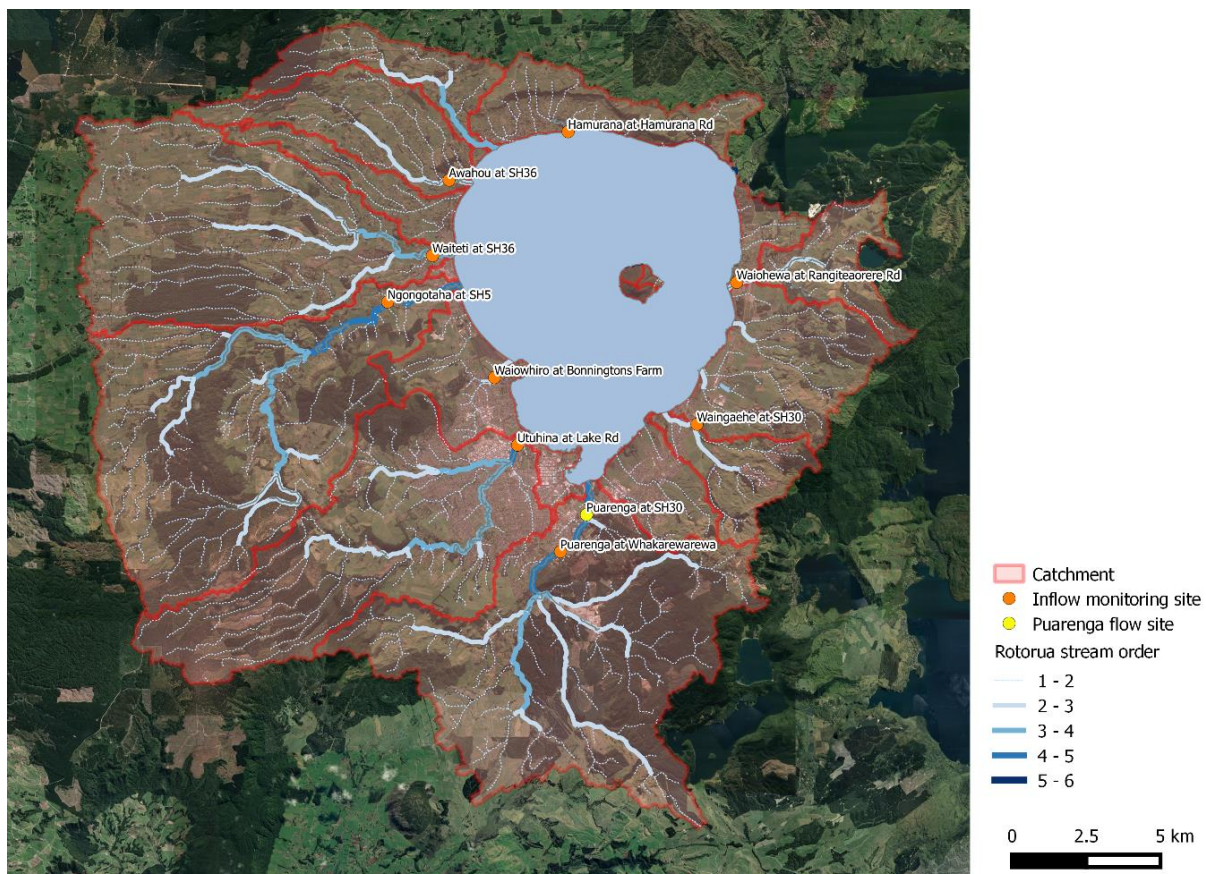 Hamurana at Hamurana Rd
Awahou at SH36
Waiteti at SH36
Waiohewa at Rangiteaorere Rd
Ngongotaha at SH5
Waiowhiro at Bonningtons Farm
Waingaehe at SH30
Utuhina at Lake Rd
Puarenga at SH30
Puarenga at Whakarewarewa
Catchment
Inflow monitoring site
Puarenga flow site
Rotorua stream order
1 - 2
2 - 3
3 - 4
4 - 5
5 - 6
0 2.5 5 km